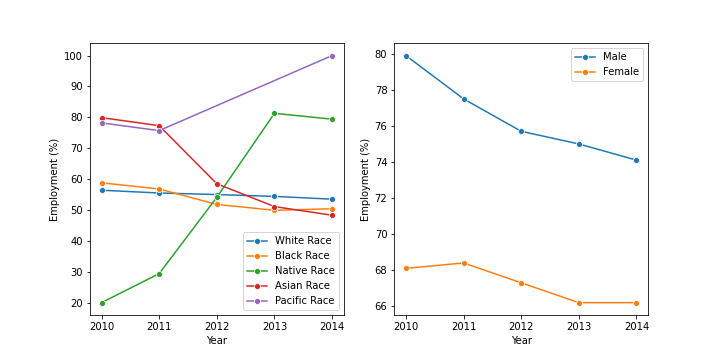 100
90
80
70
60
50
40
30
20
Employment (%)
2010 2011 2012 2013 2014
Year
White Race
Black Race
Native Race
Asian Race
Pacific Race
80
78
76
74
72
70
68
66
Employment (%)
2010 2011 2012 2013 2014
Year
Male
Female